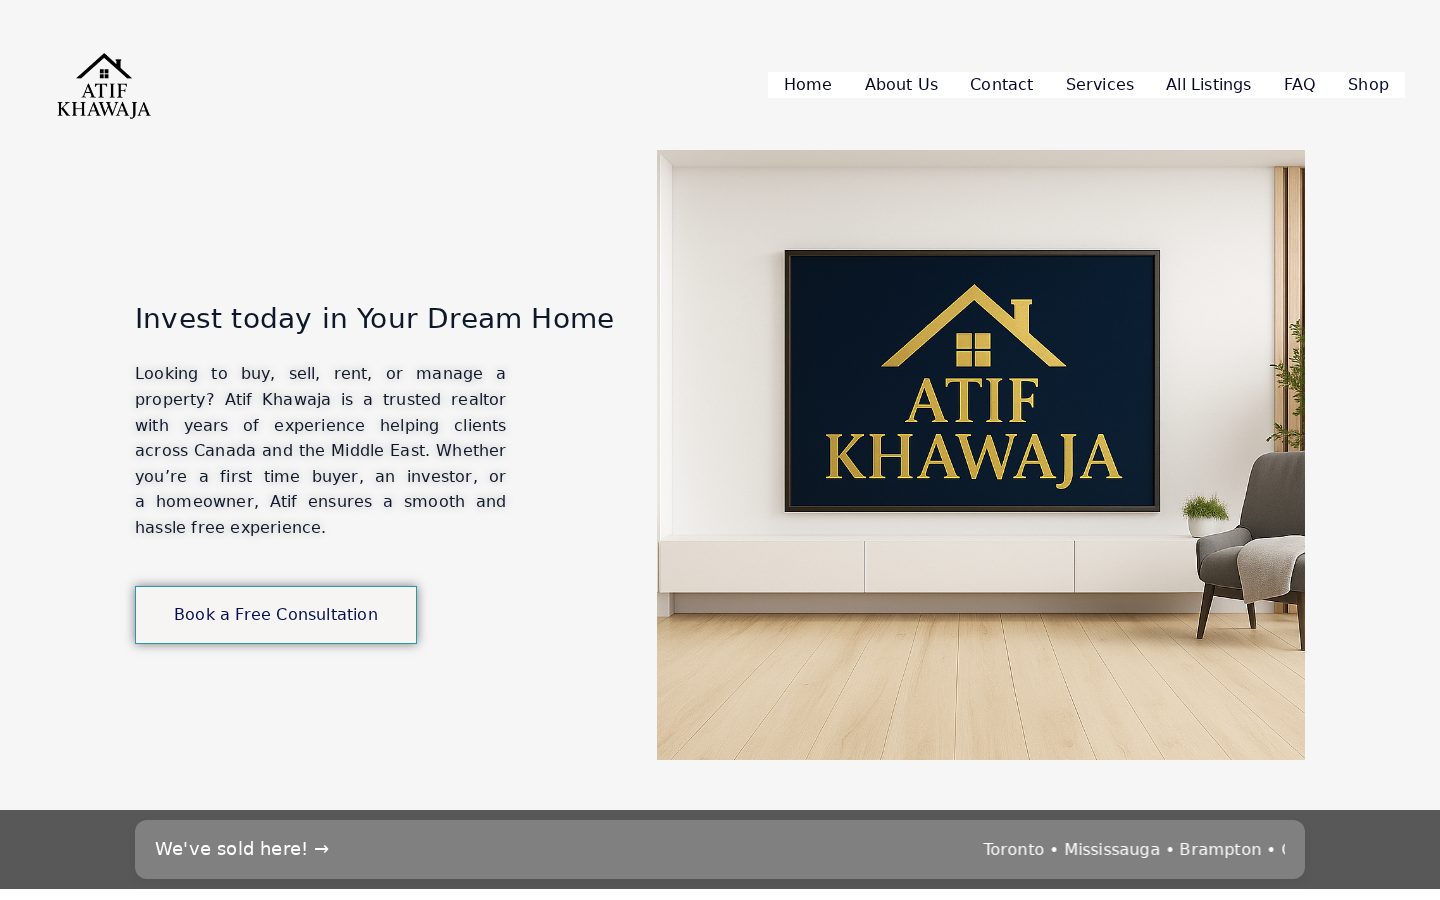 ATIF
KHAWAJA
Home About Us Contact Services All Listings FAQ Shop
Invest today in Your Dream Home
Looking to buy, sell, rent, or manage a
property? Atif Khawaja is a trusted realtor
with years of experience helping clients
across Canada and the Middle East. Whether
you’re a first time buyer, an investor, or
a homeowner, Atif ensures a smooth and
hassle free experience.
Book a Free Consultation
ATIF
KHAWAJA
We've sold here! →
Toronto • Mississauga • Brampton •